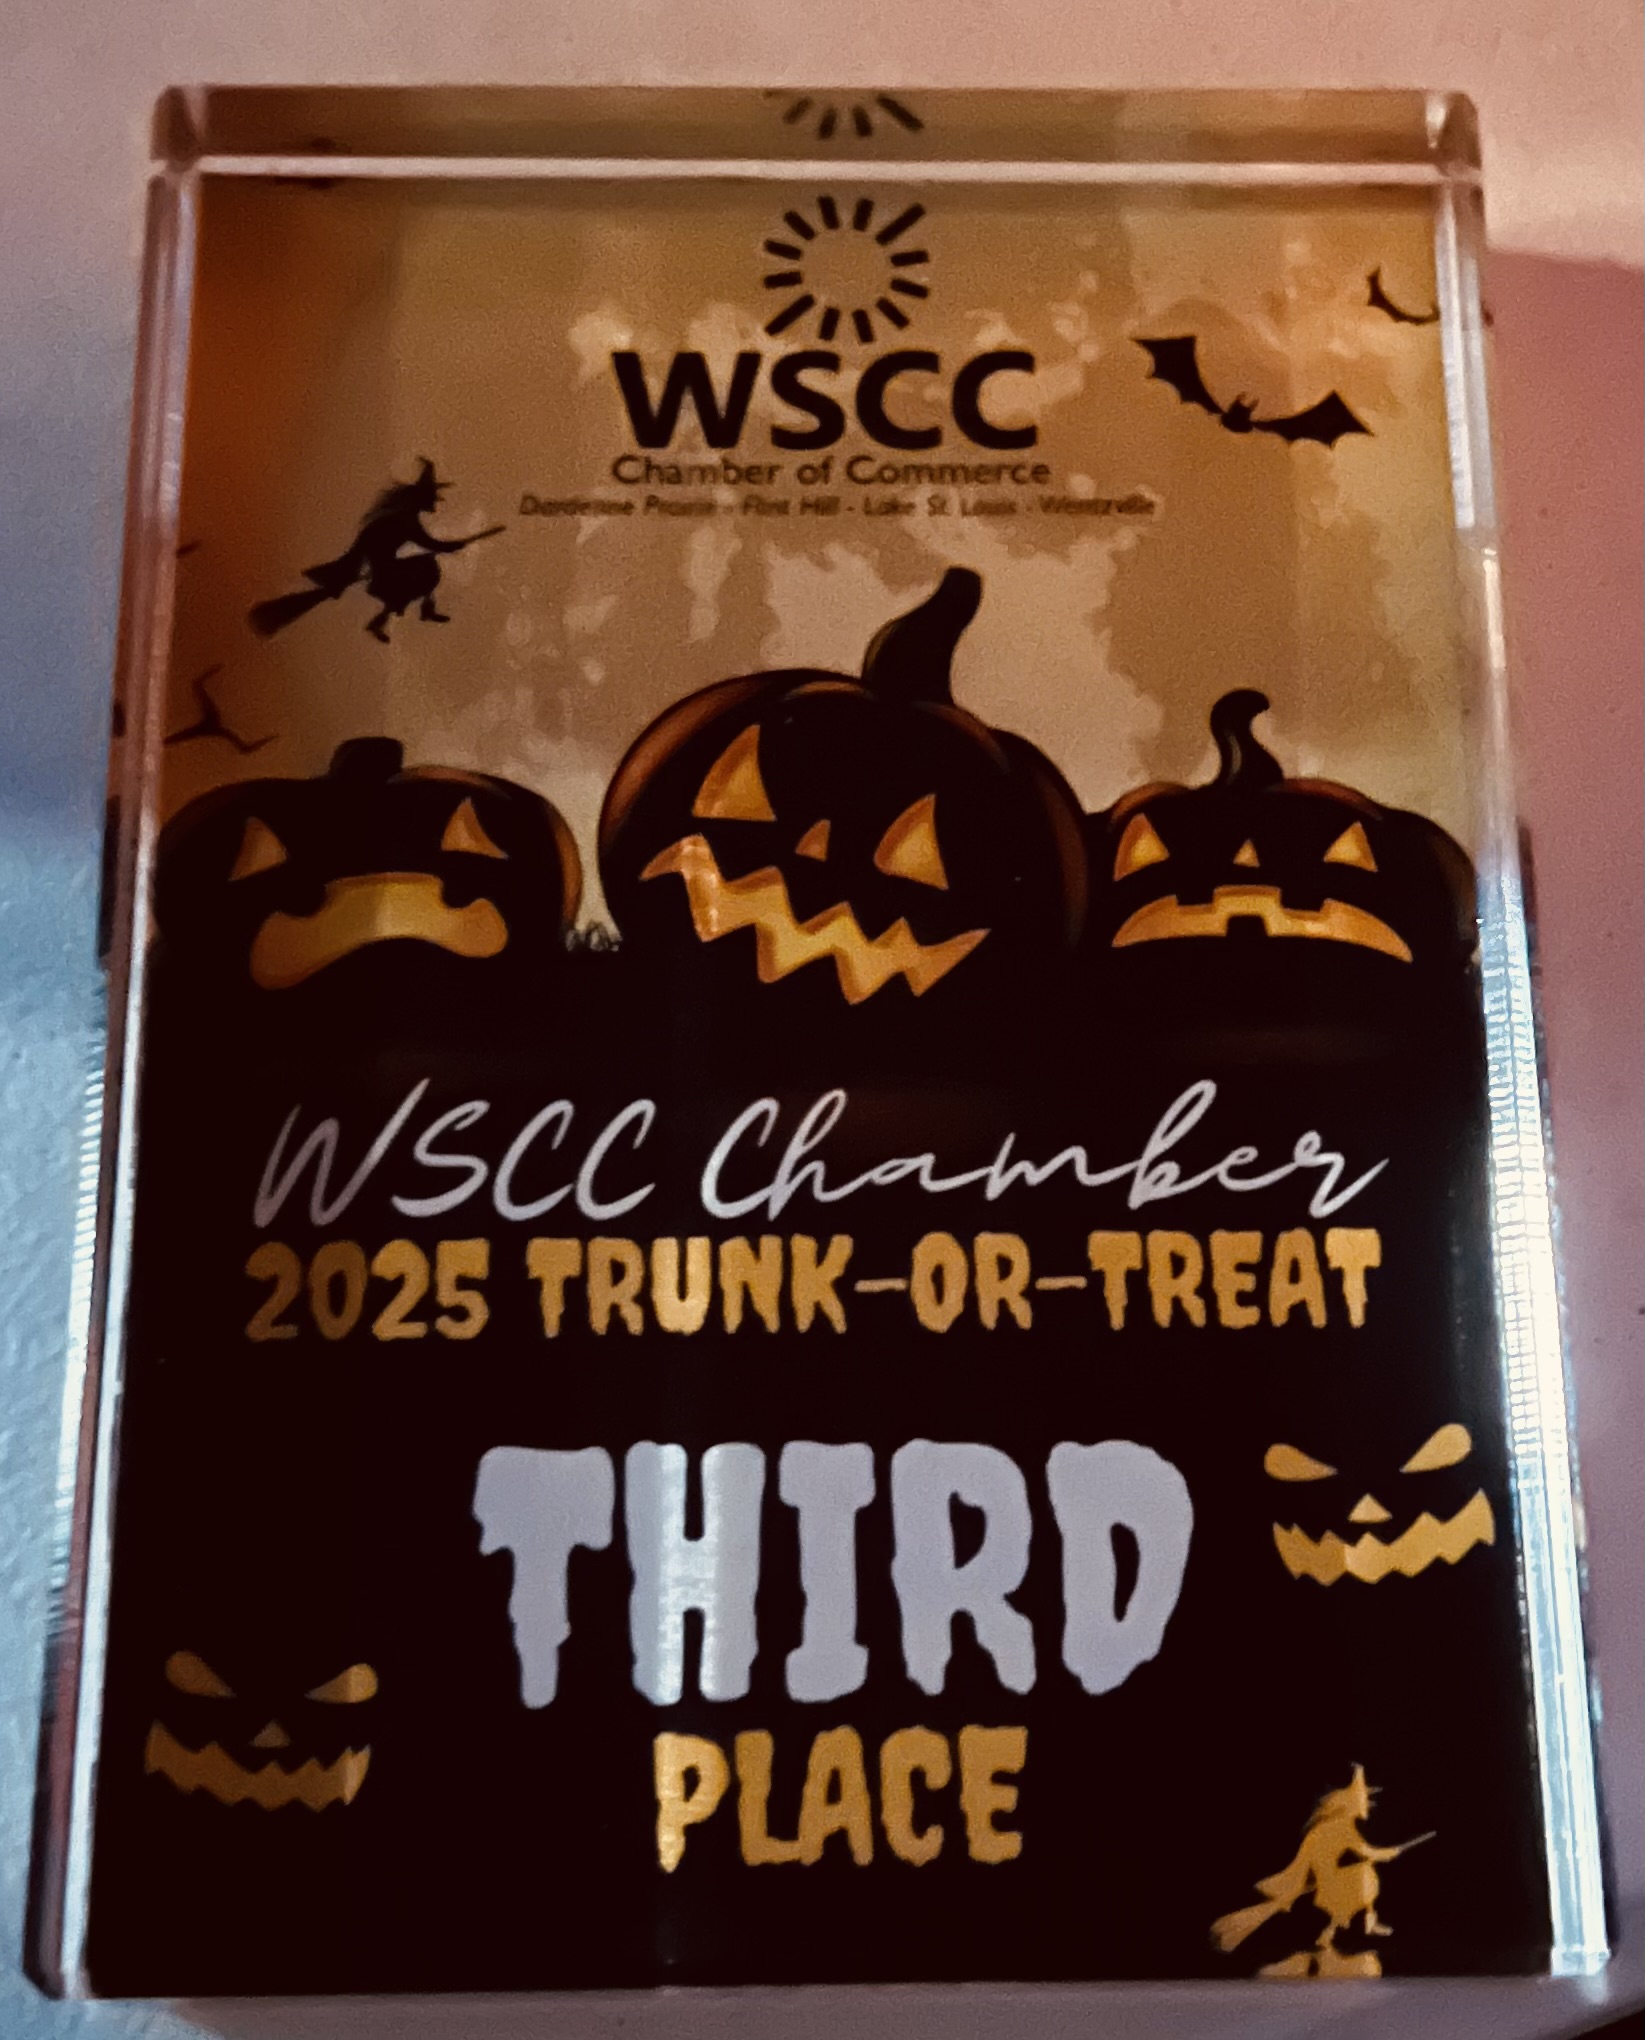 WSCC
Chamber of Commerce
Dardenne Prairie - Flint Hill - Lake St. Louis - Wentzville
WSCC Chamber
2025 TRUNK-OR-TREAT
THIRD
PLACE